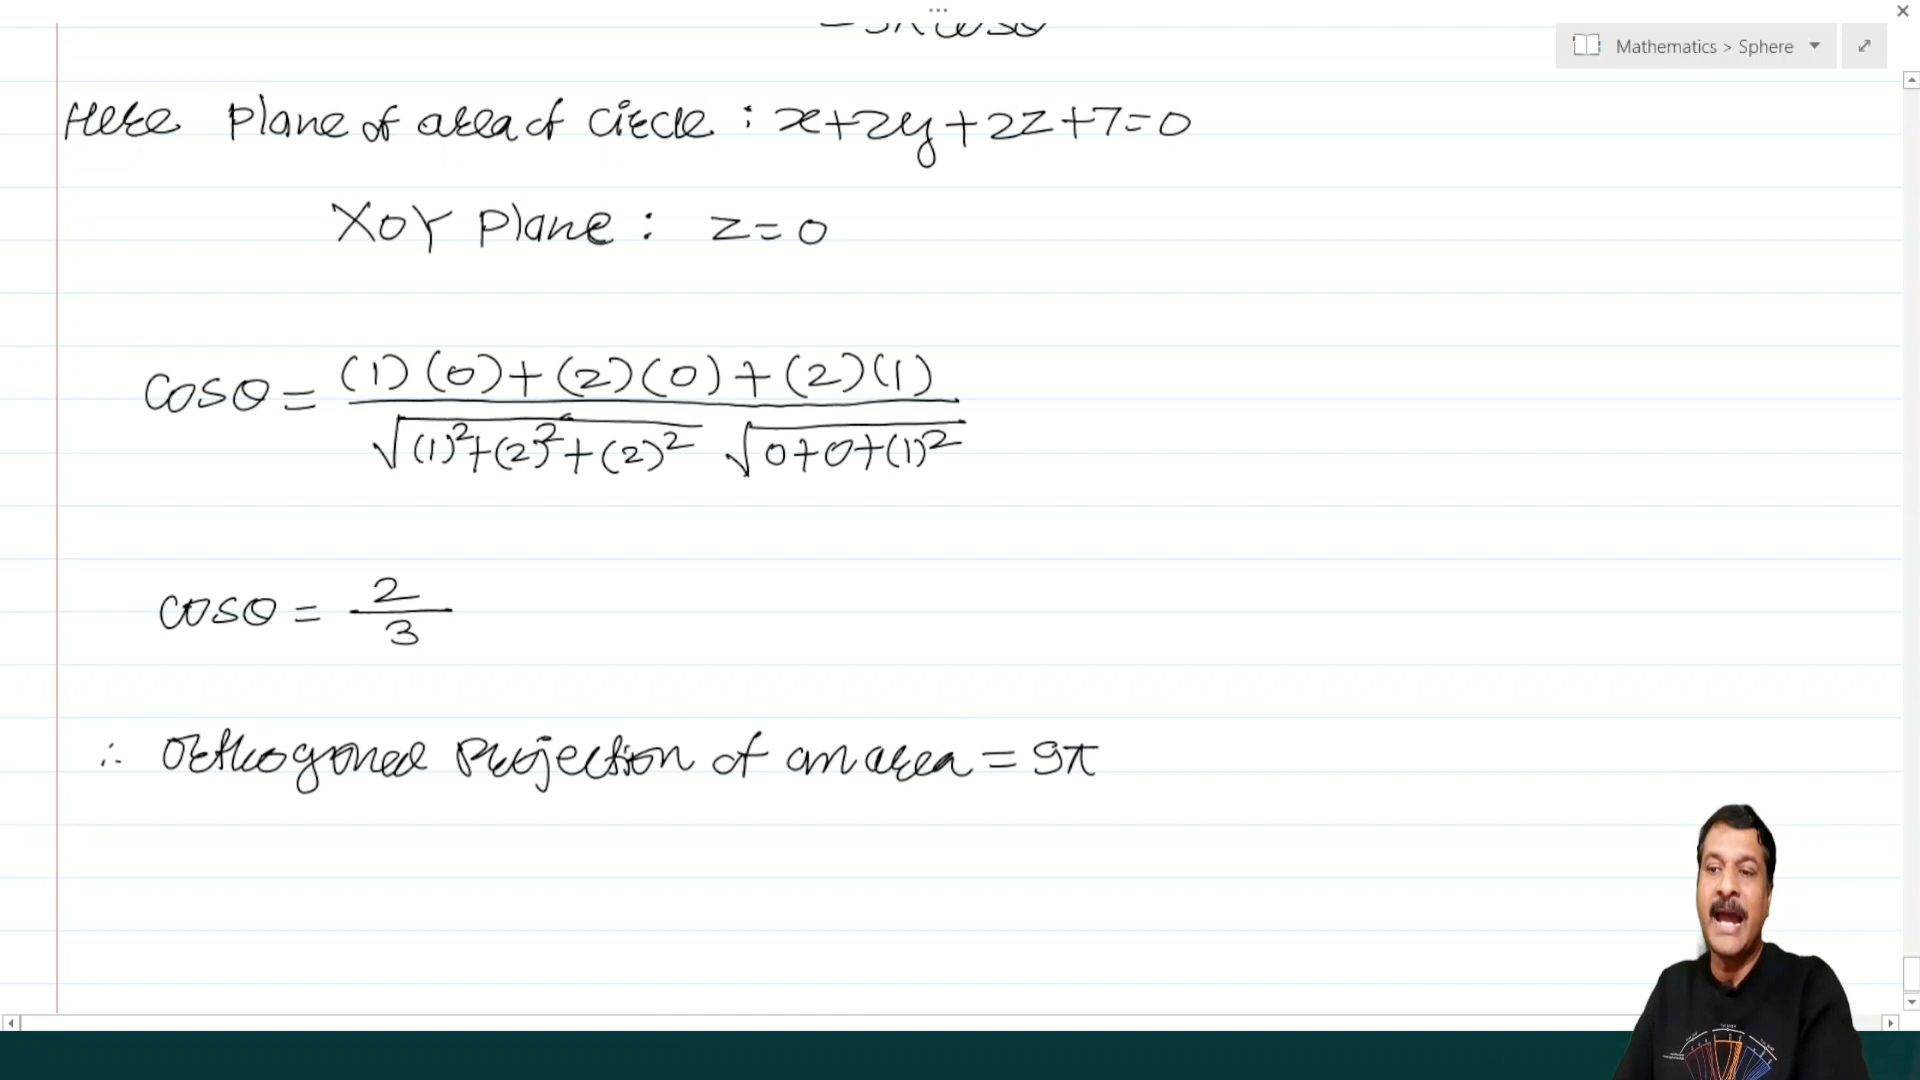 Mathematics > Sphere
Here plane of area of circle : x+2y+2z+7=0
XOY plane : z=0
cosθ = (1)(0)+(2)(0)+(2)(1)
√(1)²+(2)²+(2)² √0+0+(1)²
cosθ = 2
3
∴ Orthogonal Projection of an area = 9π